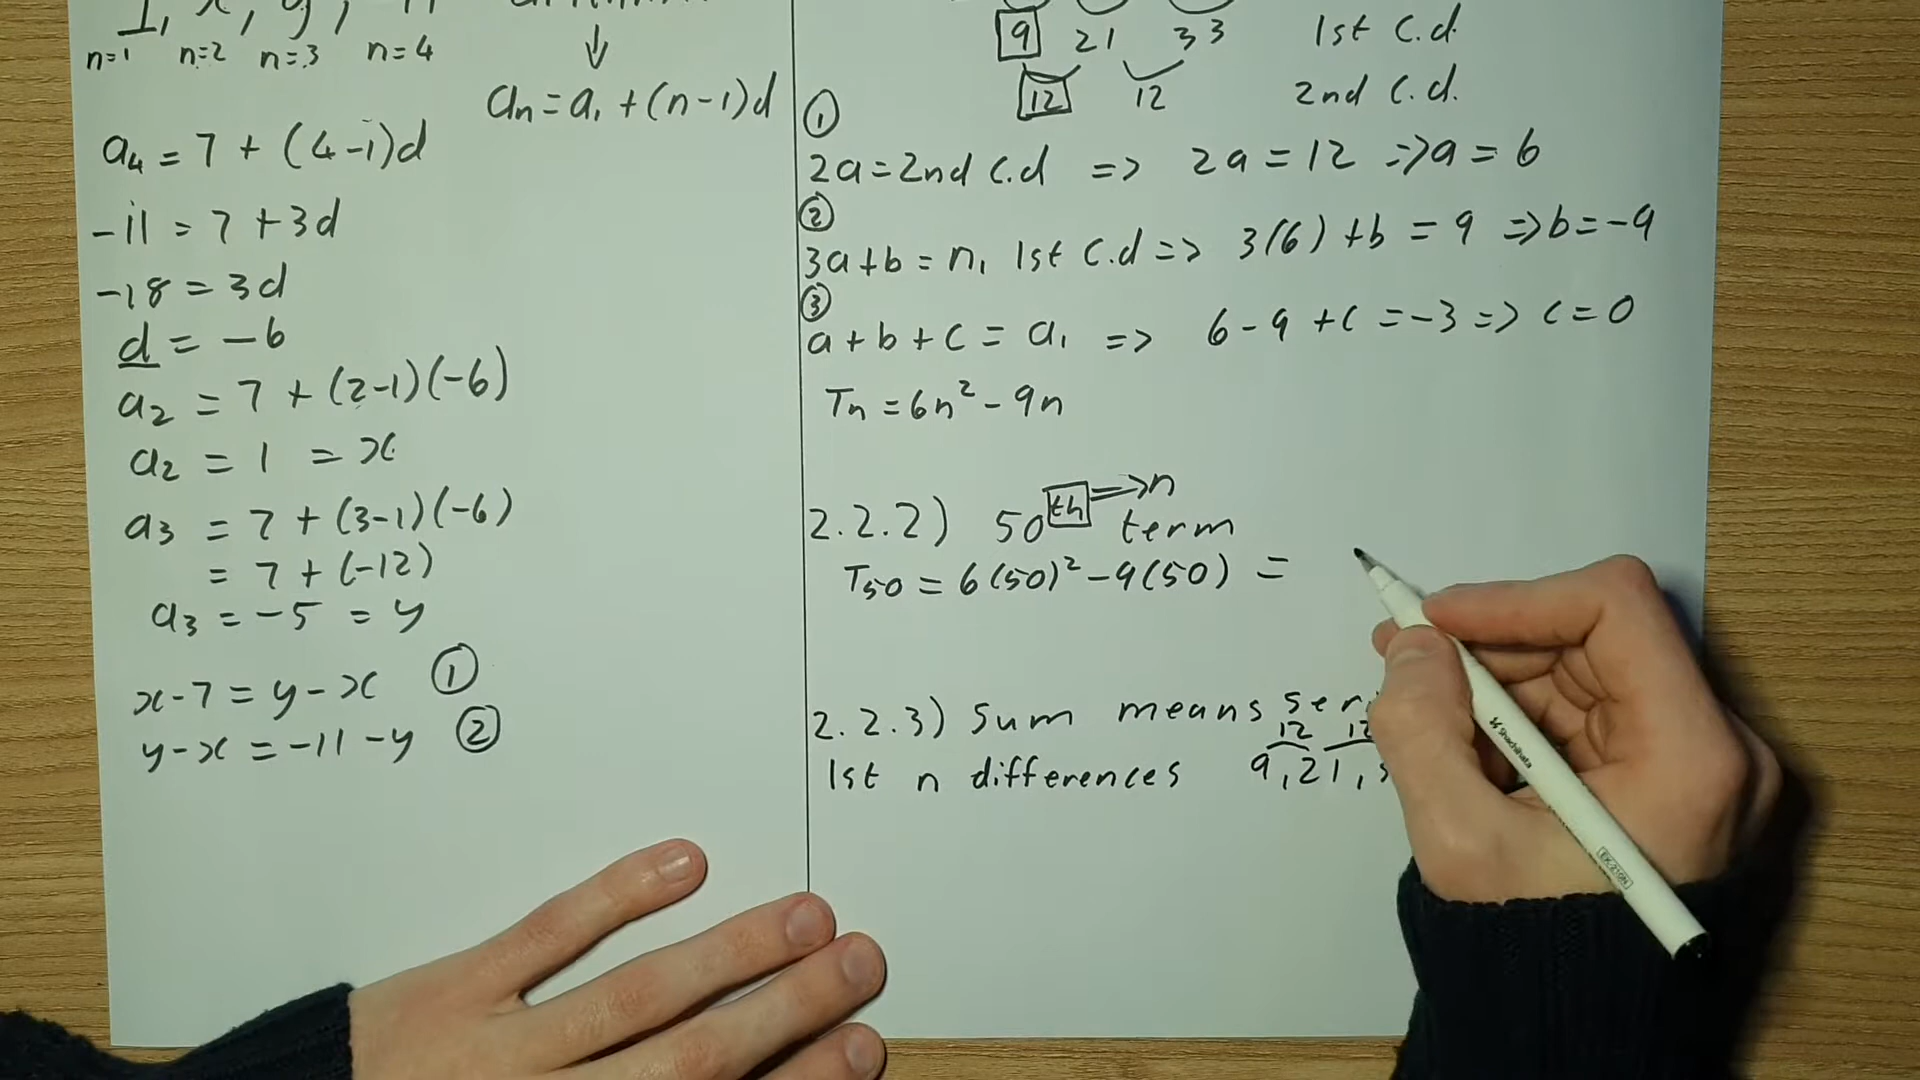 n=1 n=2 n=3 n=4
an = a1 + (n-1)d
a4 = 7 + (4-1)d
-11 = 7 + 3d
-18 = 3d
d = -6
a2 = 7 + (2-1)(-6)
a2 = 1 = x
a3 = 7 + (3-1)(-6)
= 7 + (-12)
a3 = -5 = y
x-7 = y-x ①
y-x = -11-y ②
9 21 33 1st C.d.
12 12 2nd C.d.
①
2a = 2nd C.d => 2a = 12 => a = 6
②
3a+b = n1 1st C.d => 3(6)+b = 9 => b = -9
③
a+b+c = a1 => 6-9+c = -3 => c = 0
Tn = 6n²-9n
2.2.2) 50th term => n
T50 = 6(50)²-9(50) =
2.2.3) Sum means
12 12
1st n differences 9, 21,
Shachihata